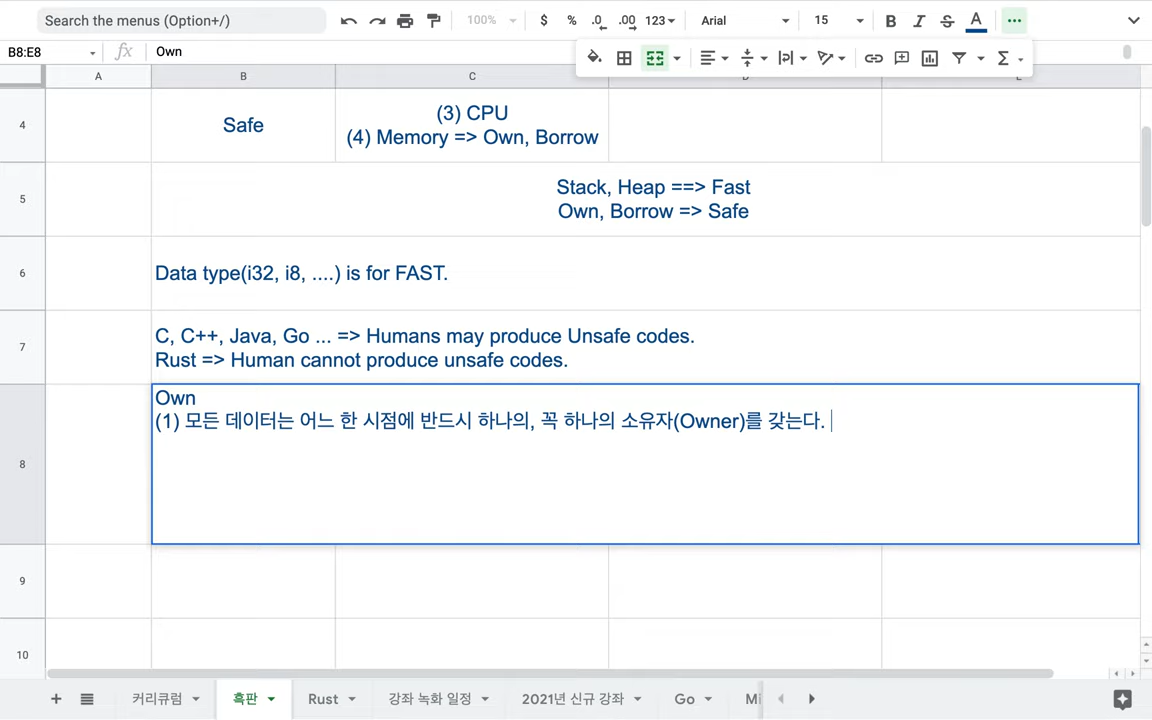 Search the menus (Option+/)
100%
$ % .0 .00 123
Arial
15
B I S A
B8:E8
fx
Own
A B C D E
4
Safe
(3) CPU
(4) Memory => Own, Borrow
5
Stack, Heap ==> Fast
Own, Borrow => Safe
6
Data type(i32, i8, ....) is for FAST.
7
C, C++, Java, Go ... => Humans may produce Unsafe codes.
Rust => Human cannot produce unsafe codes.
8
Own
(1) 모든 데이터는 어느 한 시점에 반드시 하나의, 꼭 하나의 소유자(Owner)를 갖는다.
9
10
커리큘럼
흑판
Rust
강좌 녹화 일정
2021년 신규 강좌
Go
Mi